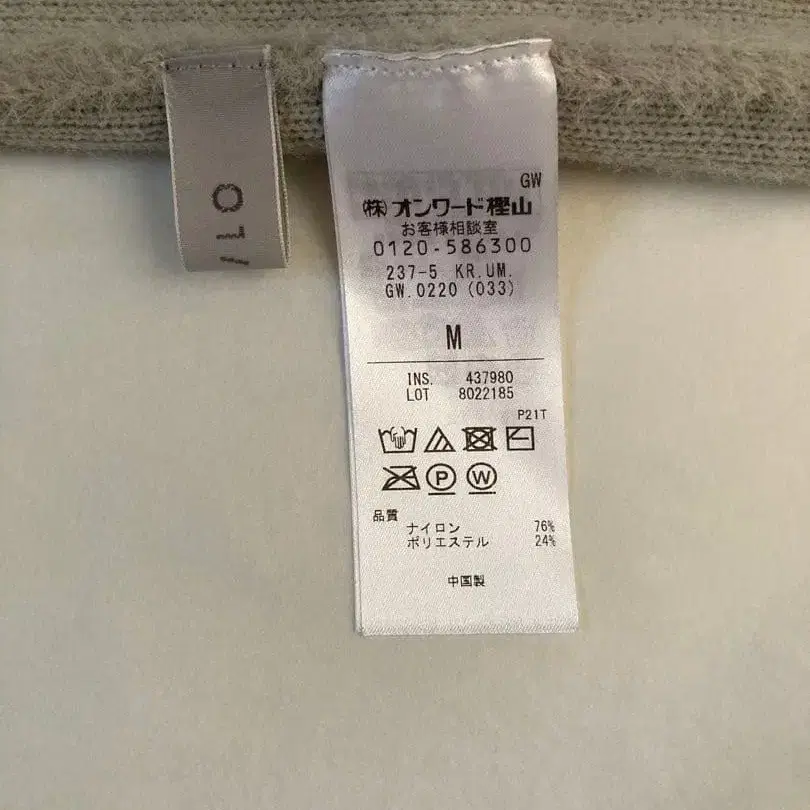 GW
(株)オンワード樫山
お客様相談室
0120-586300
237-5 KR.UM.
GW.0220 (033)
M
INS. 437980
LOT 8022185
P21T
P W
品質
ナイロン 76%
ポリエステル 24%
中国製